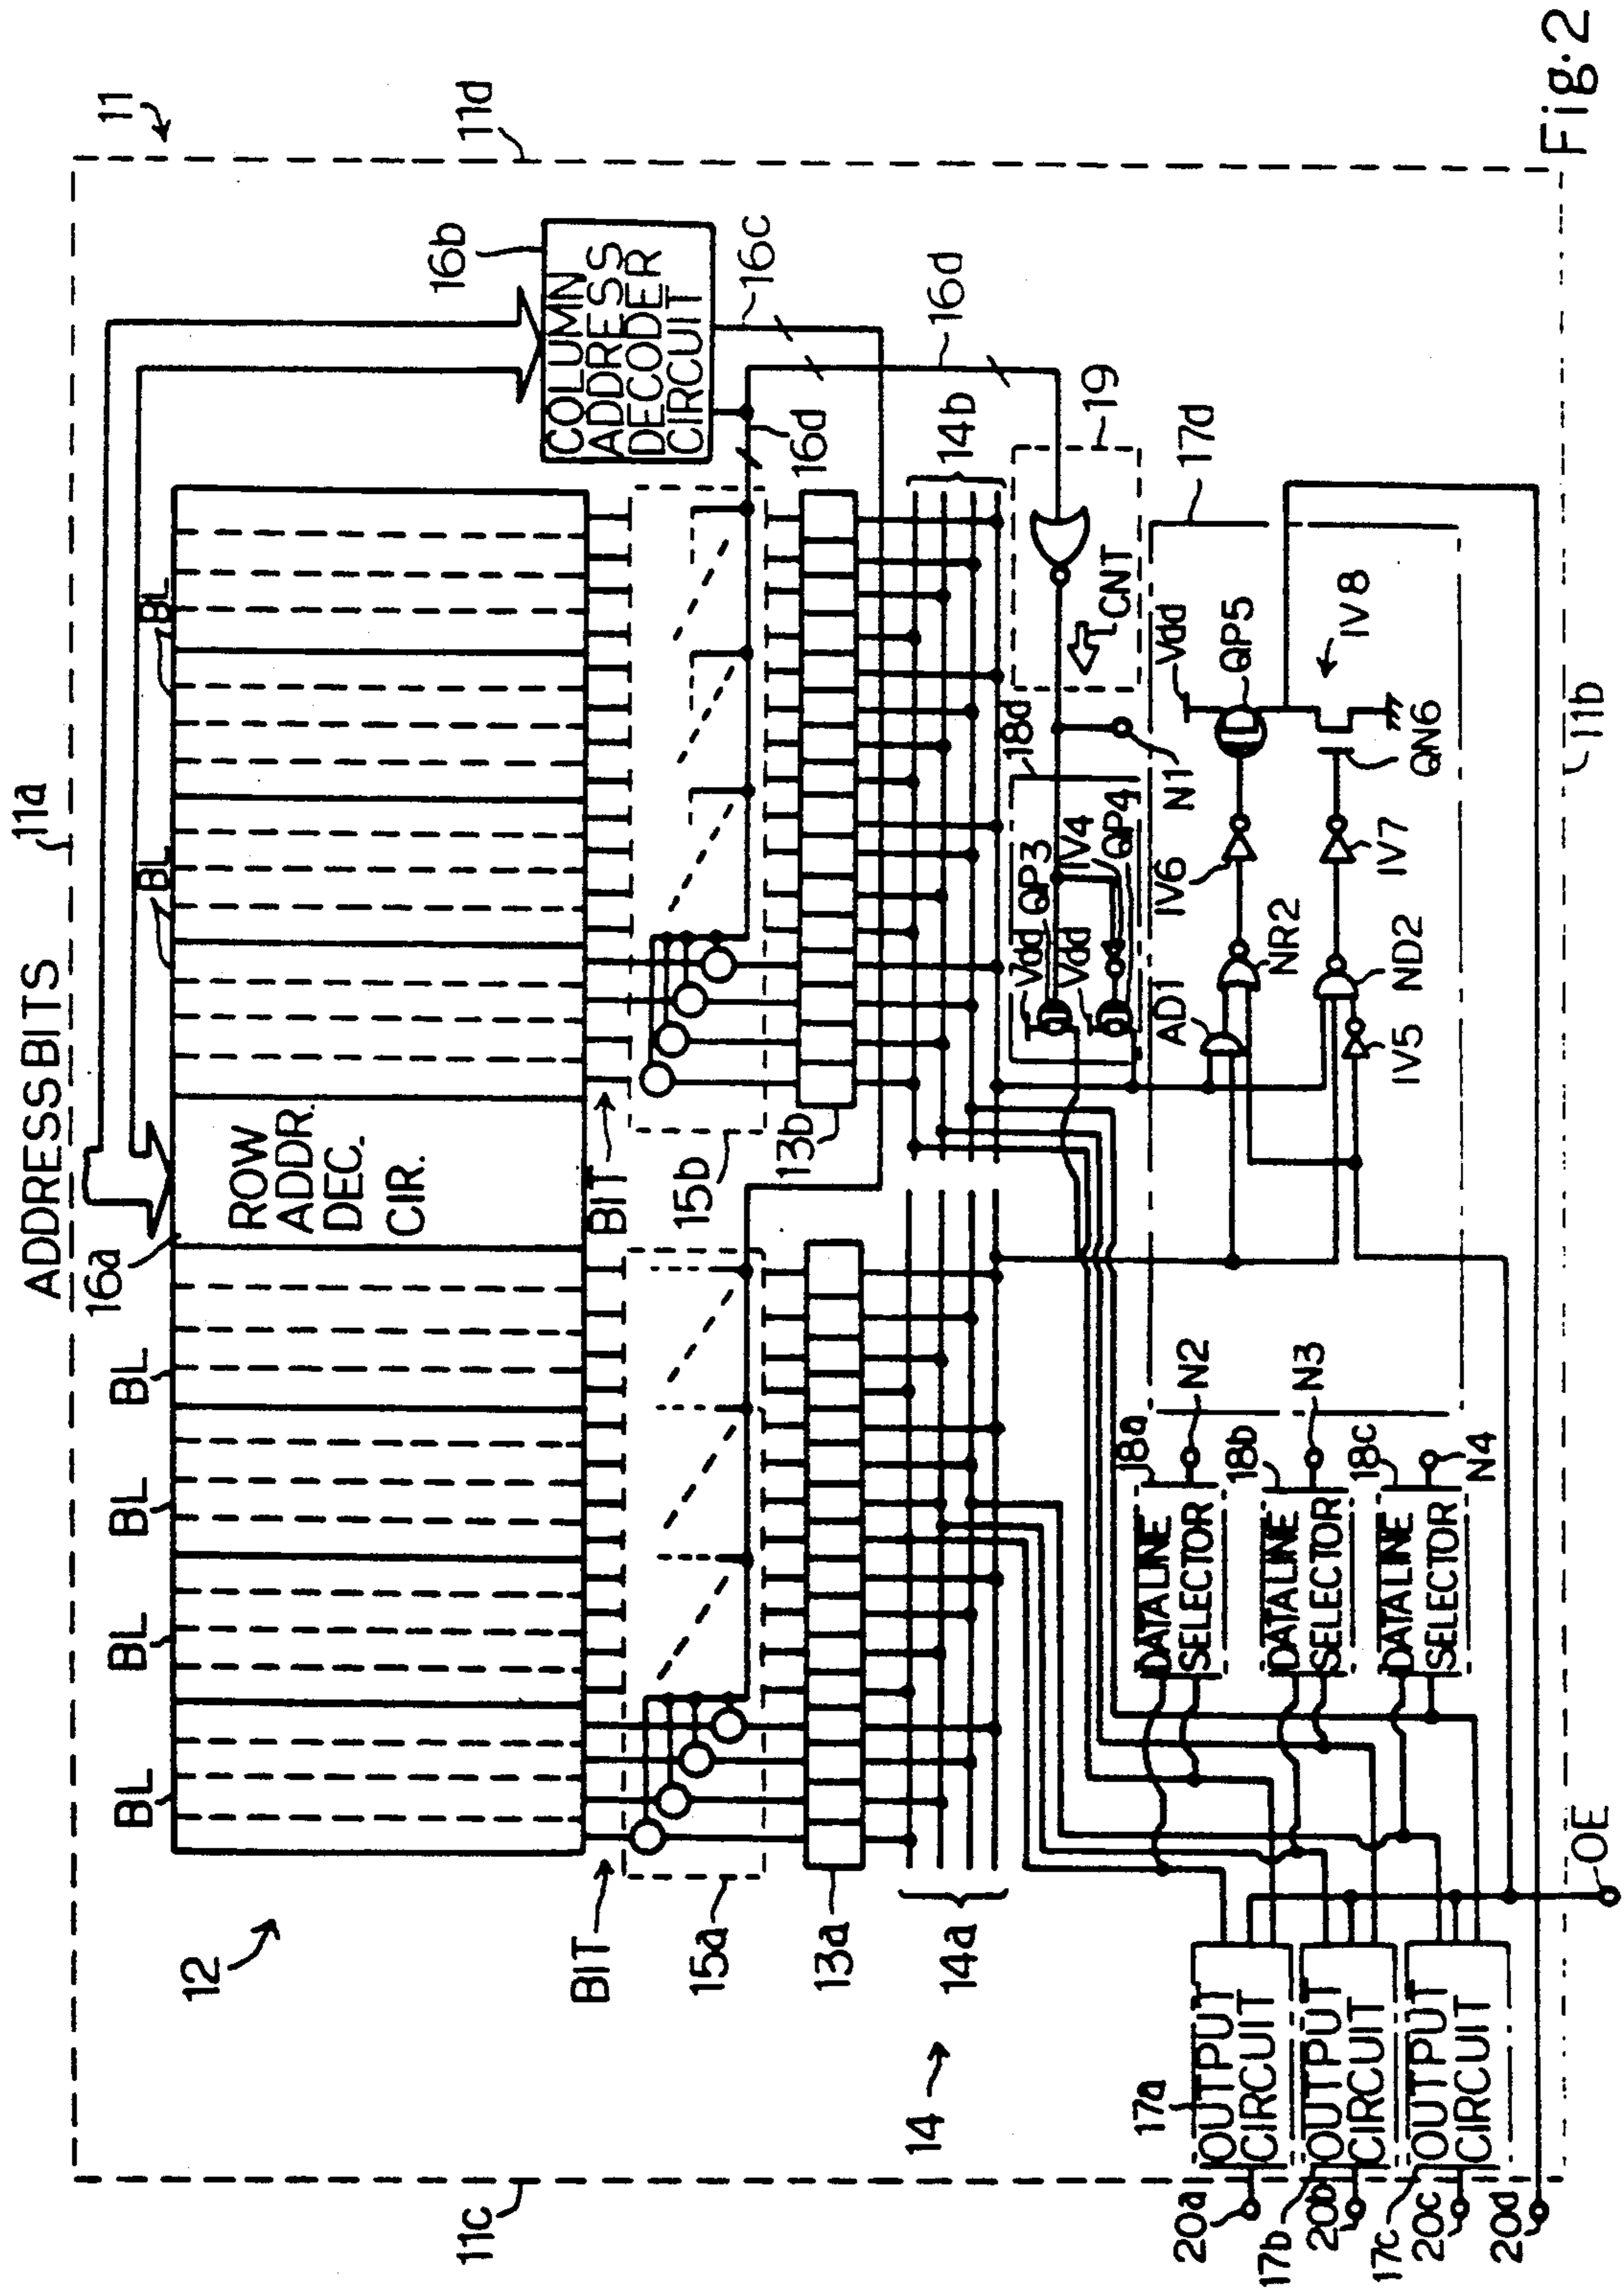 ADDRESS BITS
11a
11
11d
16a
BL
BL
BL
BL
BL
BL
12
ROW
ADDR.
DEC.
CIR.
16b
COLUMN
ADDRESS
DECODER
CIRCUIT
16c
16d
16d
BIT
BIT
15a
15b
13a
13b
14
14a
14b
19
CNT
18d
N1
Vdd
QP3
Vdd
IV4
QP4
17d
Vdd
QP5
IV8
QN6
IV6
IV7
AD1
NR2
ND2
IV5
18a
DATALINE
SELECTOR
N2
18b
DATALINE
SELECTOR
N3
18c
DATALINE
SELECTOR
N4
17a
OUTPUT
CIRCUIT
20a
17b
OUTPUT
CIRCUIT
20b
17c
OUTPUT
CIRCUIT
20c
20d
OE
11b
11c
Fig.2